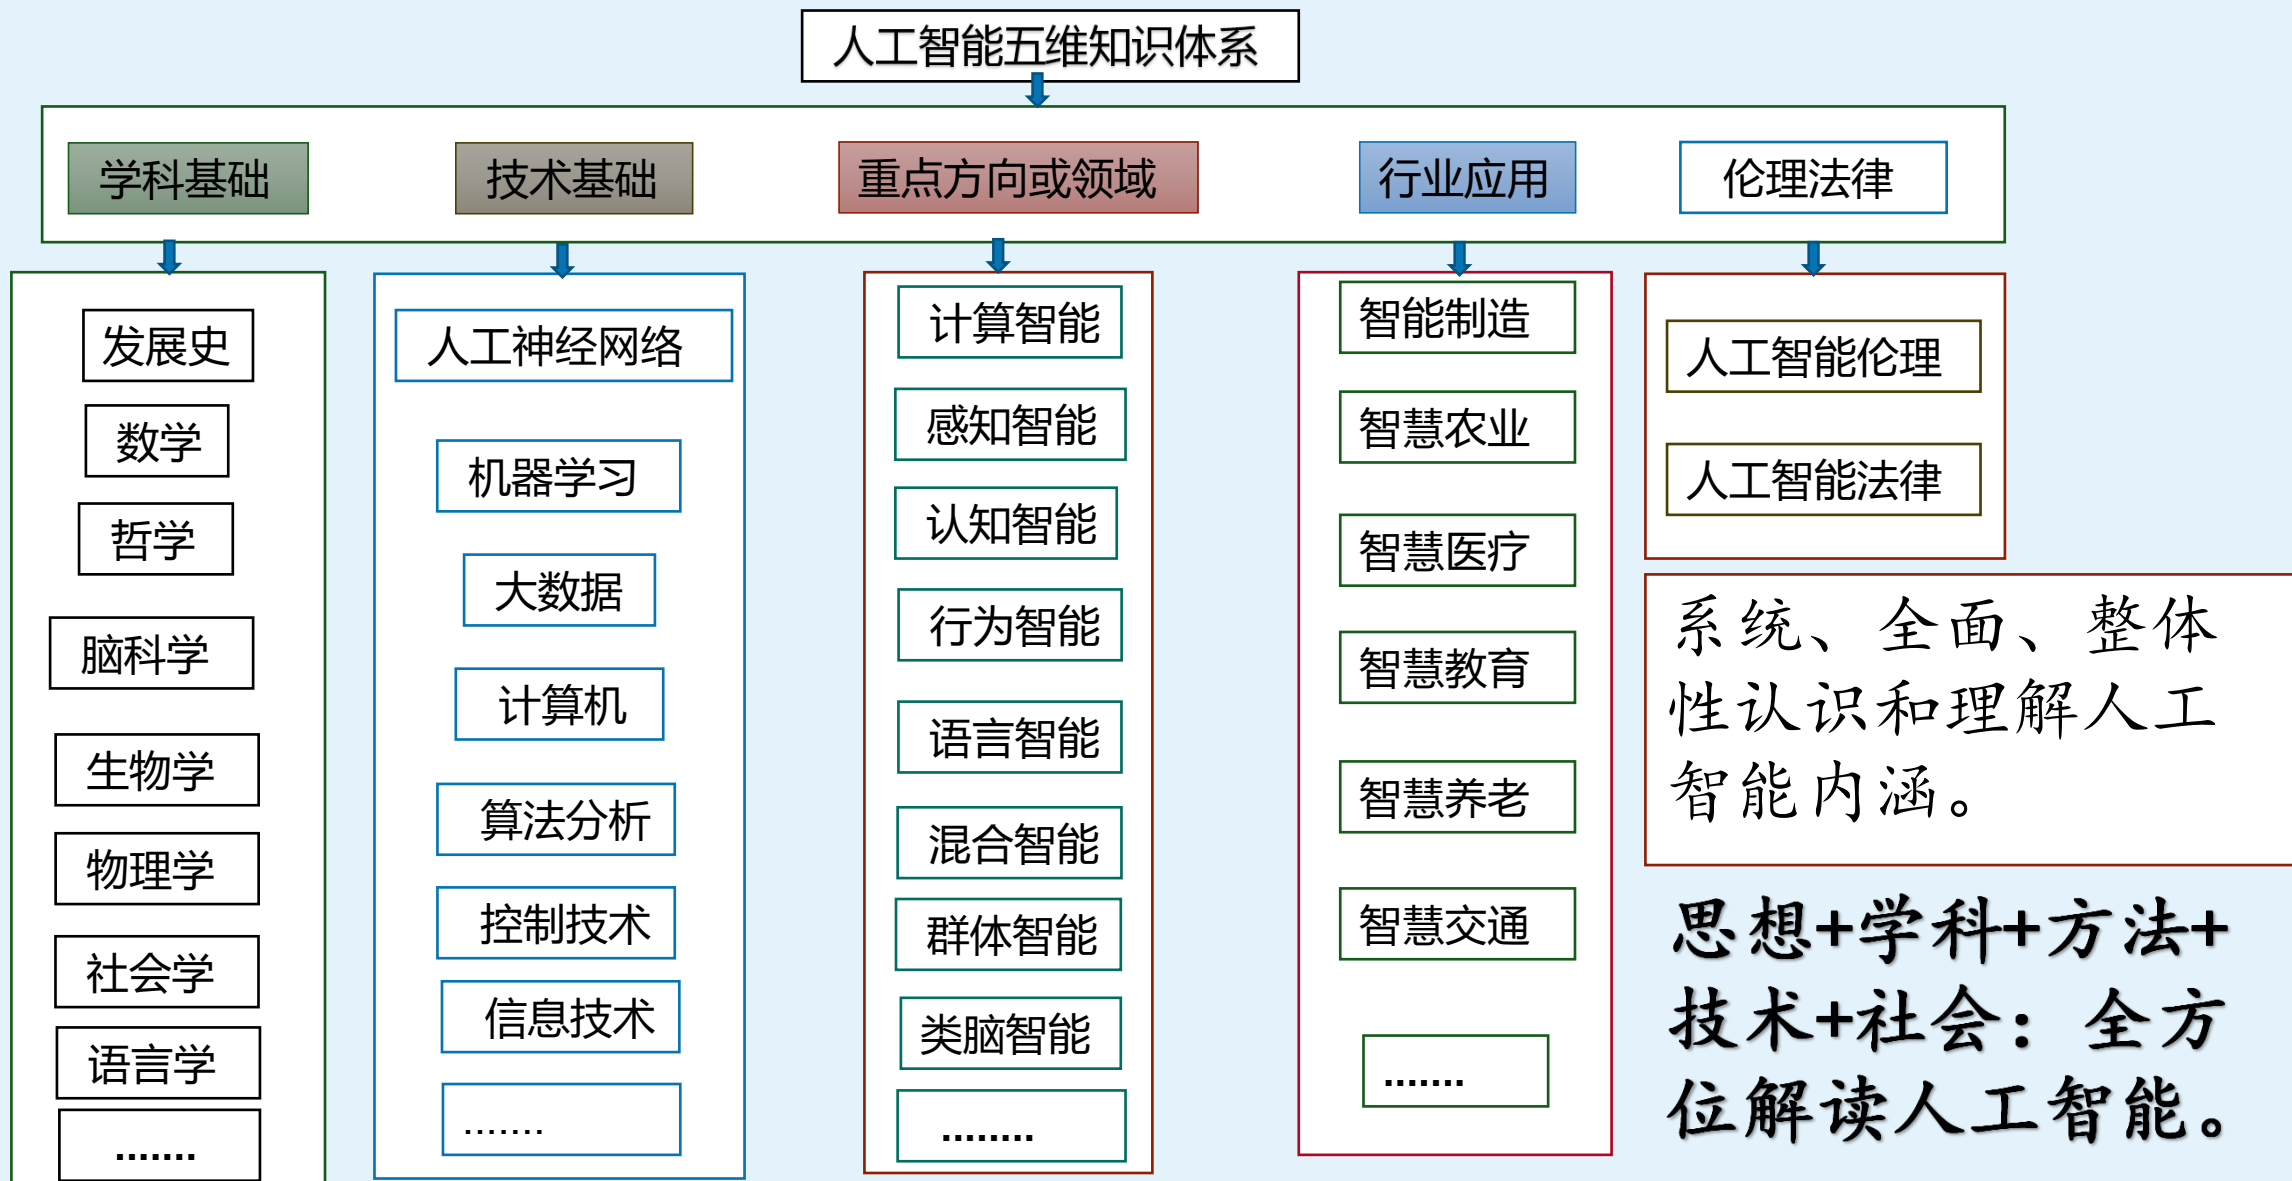 人工智能五维知识体系
学科基础
技术基础
重点方向或领域
行业应用
伦理法律
发展史
数学
哲学
脑科学
生物学
物理学
社会学
语言学
.......
人工神经网络
机器学习
大数据
计算机
算法分析
控制技术
信息技术
.......
计算智能
感知智能
认知智能
行为智能
语言智能
混合智能
群体智能
类脑智能
........
智能制造
智慧农业
智慧医疗
智慧教育
智慧养老
智慧交通
.......
人工智能伦理
人工智能法律
系统、全面、整体
性认识和理解人工
智能内涵。
思想+学科+方法+
技术+社会：全方
位解读人工智能。